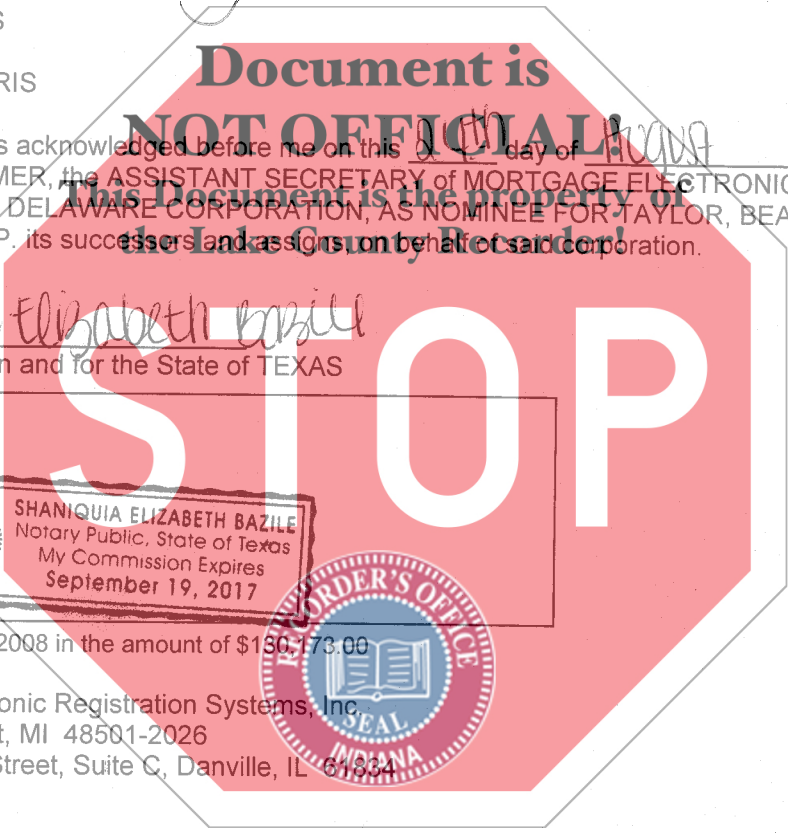 S
RIS
Document is
NOT OFFICIAL!
s acknowledged before me on this 24th day of August
MER, the ASSISTANT SECRETARY of MORTGAGE ELECTRONIC
This Document is the property of
DELAWARE CORPORATION, AS NOMINEE FOR TAYLOR, BEA
P. its successors and assigns, on behalf of said corporation.
the Lake County Recorder!
Elizabeth Bazile
n and for the State of TEXAS
STOP
SHANIQUIA ELIZABETH BAZILE
Notary Public, State of Texas
My Commission Expires
September 19, 2017
2008 in the amount of $130,173.00
RECORDER'S OFFICE
SEAL
INDIANA
onic Registration Systems, Inc.
t, MI 48501-2026
Street, Suite C, Danville, IL 61834